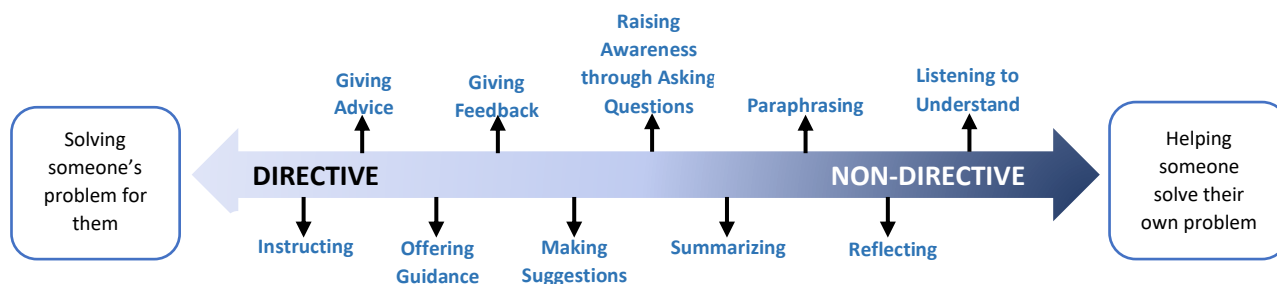 Solving
someone’s
problem for
them
Giving
Advice
Giving
Feedback
Raising
Awareness
through Asking
Questions
Paraphrasing
Listening to
Understand
DIRECTIVE
NON-DIRECTIVE
Instructing
Offering
Guidance
Making
Suggestions
Summarizing
Reflecting
Helping
someone
solve their
own problem